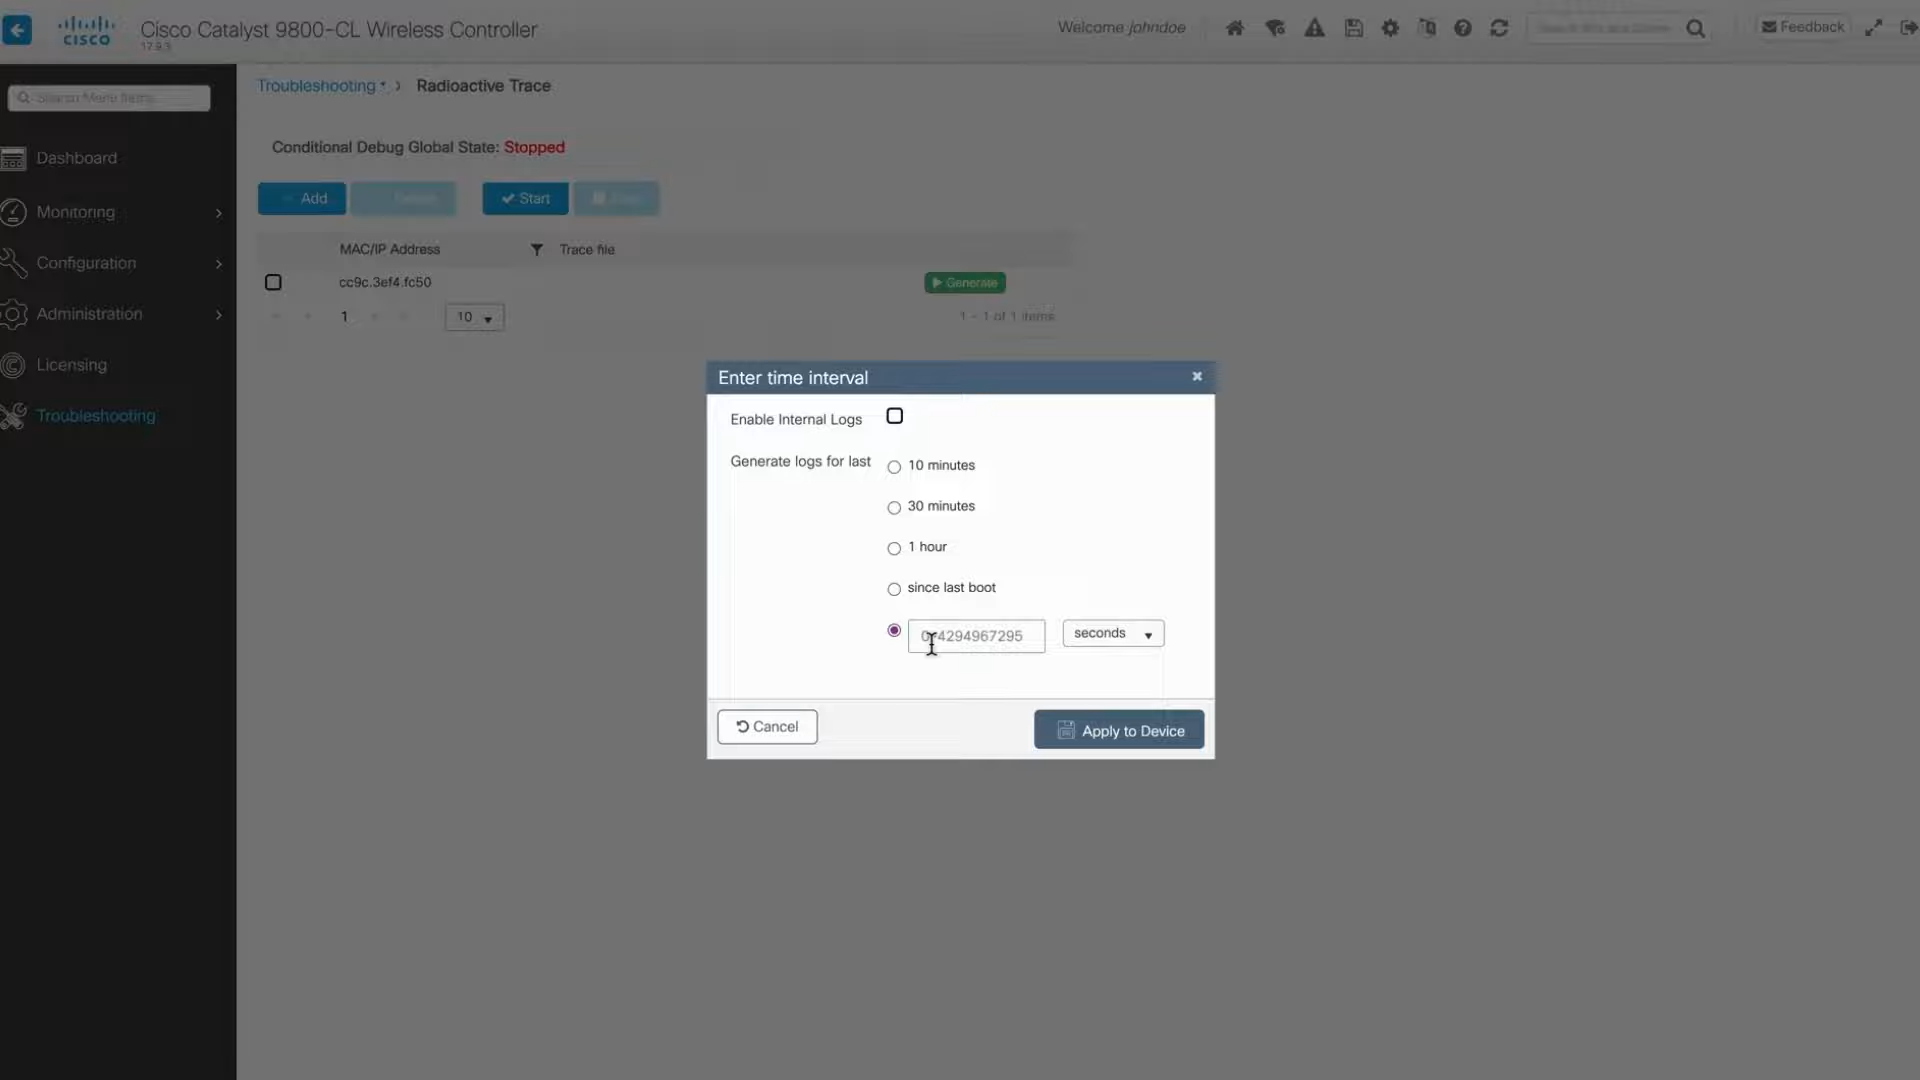 Cisco Catalyst 9800-CL Wireless Controller
17.9.3
Welcome johndoe
Feedback
CISCO
Search Menu Items
Dashboard
Monitoring
Configuration
Administration
Licensing
Troubleshooting
Troubleshooting > Radioactive Trace
Conditional Debug Global State: Stopped
Add
Delete
Start
Stop
MAC/IP Address
Trace file
cc9c.3ef4.fc50
Generate
1
10
1 - 1 of 1 items
Enter time interval
Enable Internal Logs
Generate logs for last
10 minutes
30 minutes
1 hour
since last boot
0-4294967295
seconds
Cancel
Apply to Device